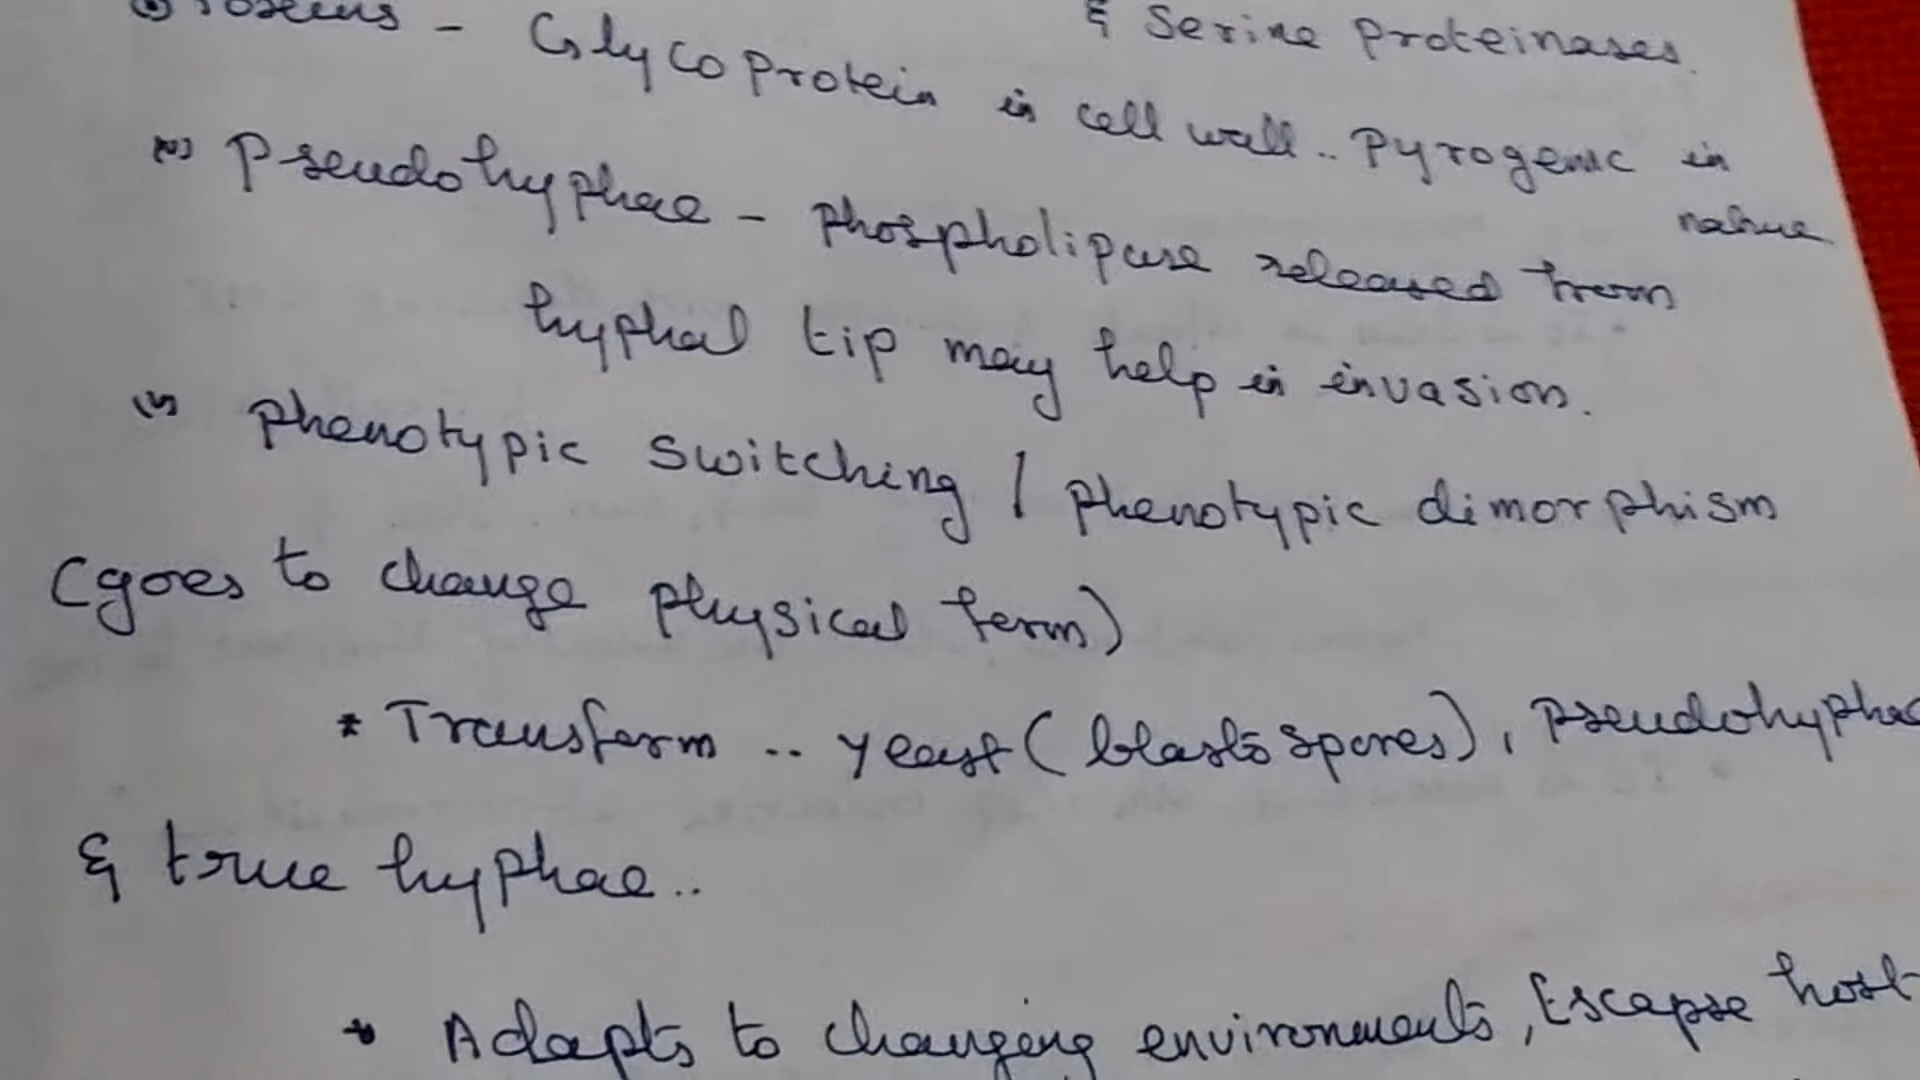 & Serine proteinases.
- Glycoprotein in cell wall.. Pyrogenic in nature
Pseudohyphae - Phospholipase released from
hyphal tip may help in invasion.
Phenotypic switching / phenotypic dimorphism
(goes to change physical form)
* Transform .. yeast (blastospores), pseudohyphae
& true hyphae..
* Adapts to changing environments, Escapse host